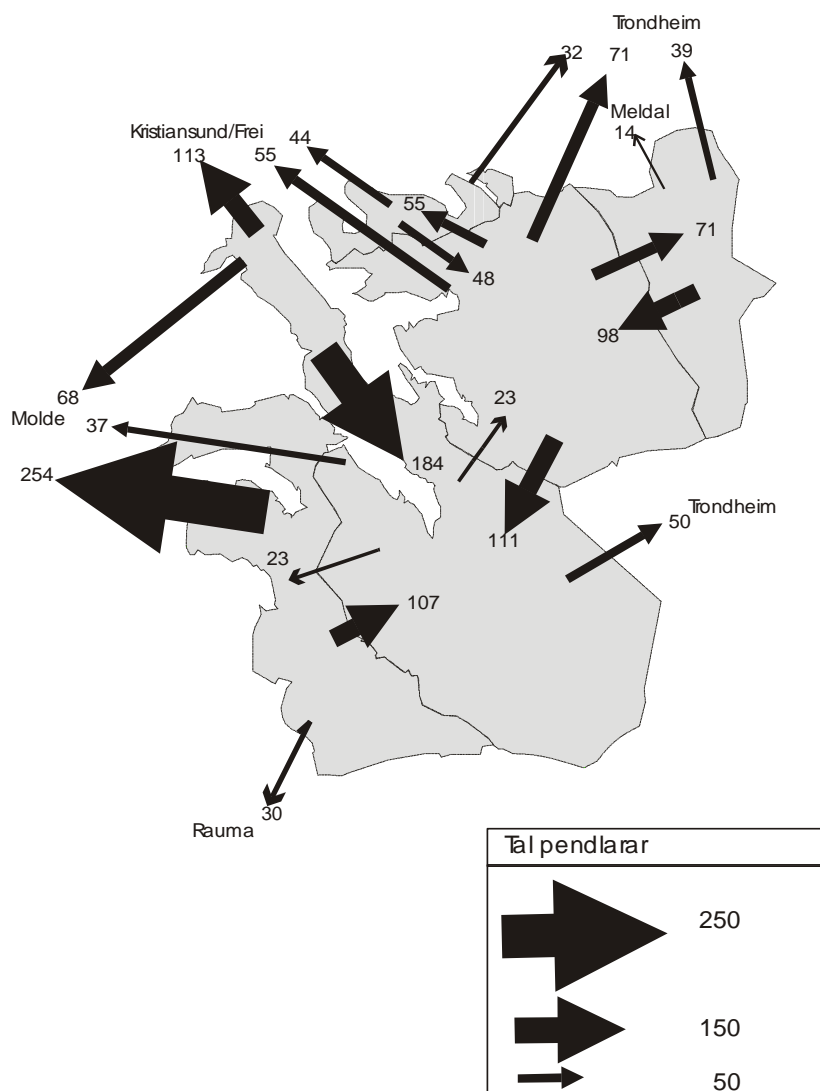 Trondheim
32 71 39
Meldal
14
Kristiansund/Frei
113 55 44
55
71
48
98
68
Molde 37
23
254
184
Trondheim
50
111
23
107
30
Rauma
Tal pendlarar
250
150
50